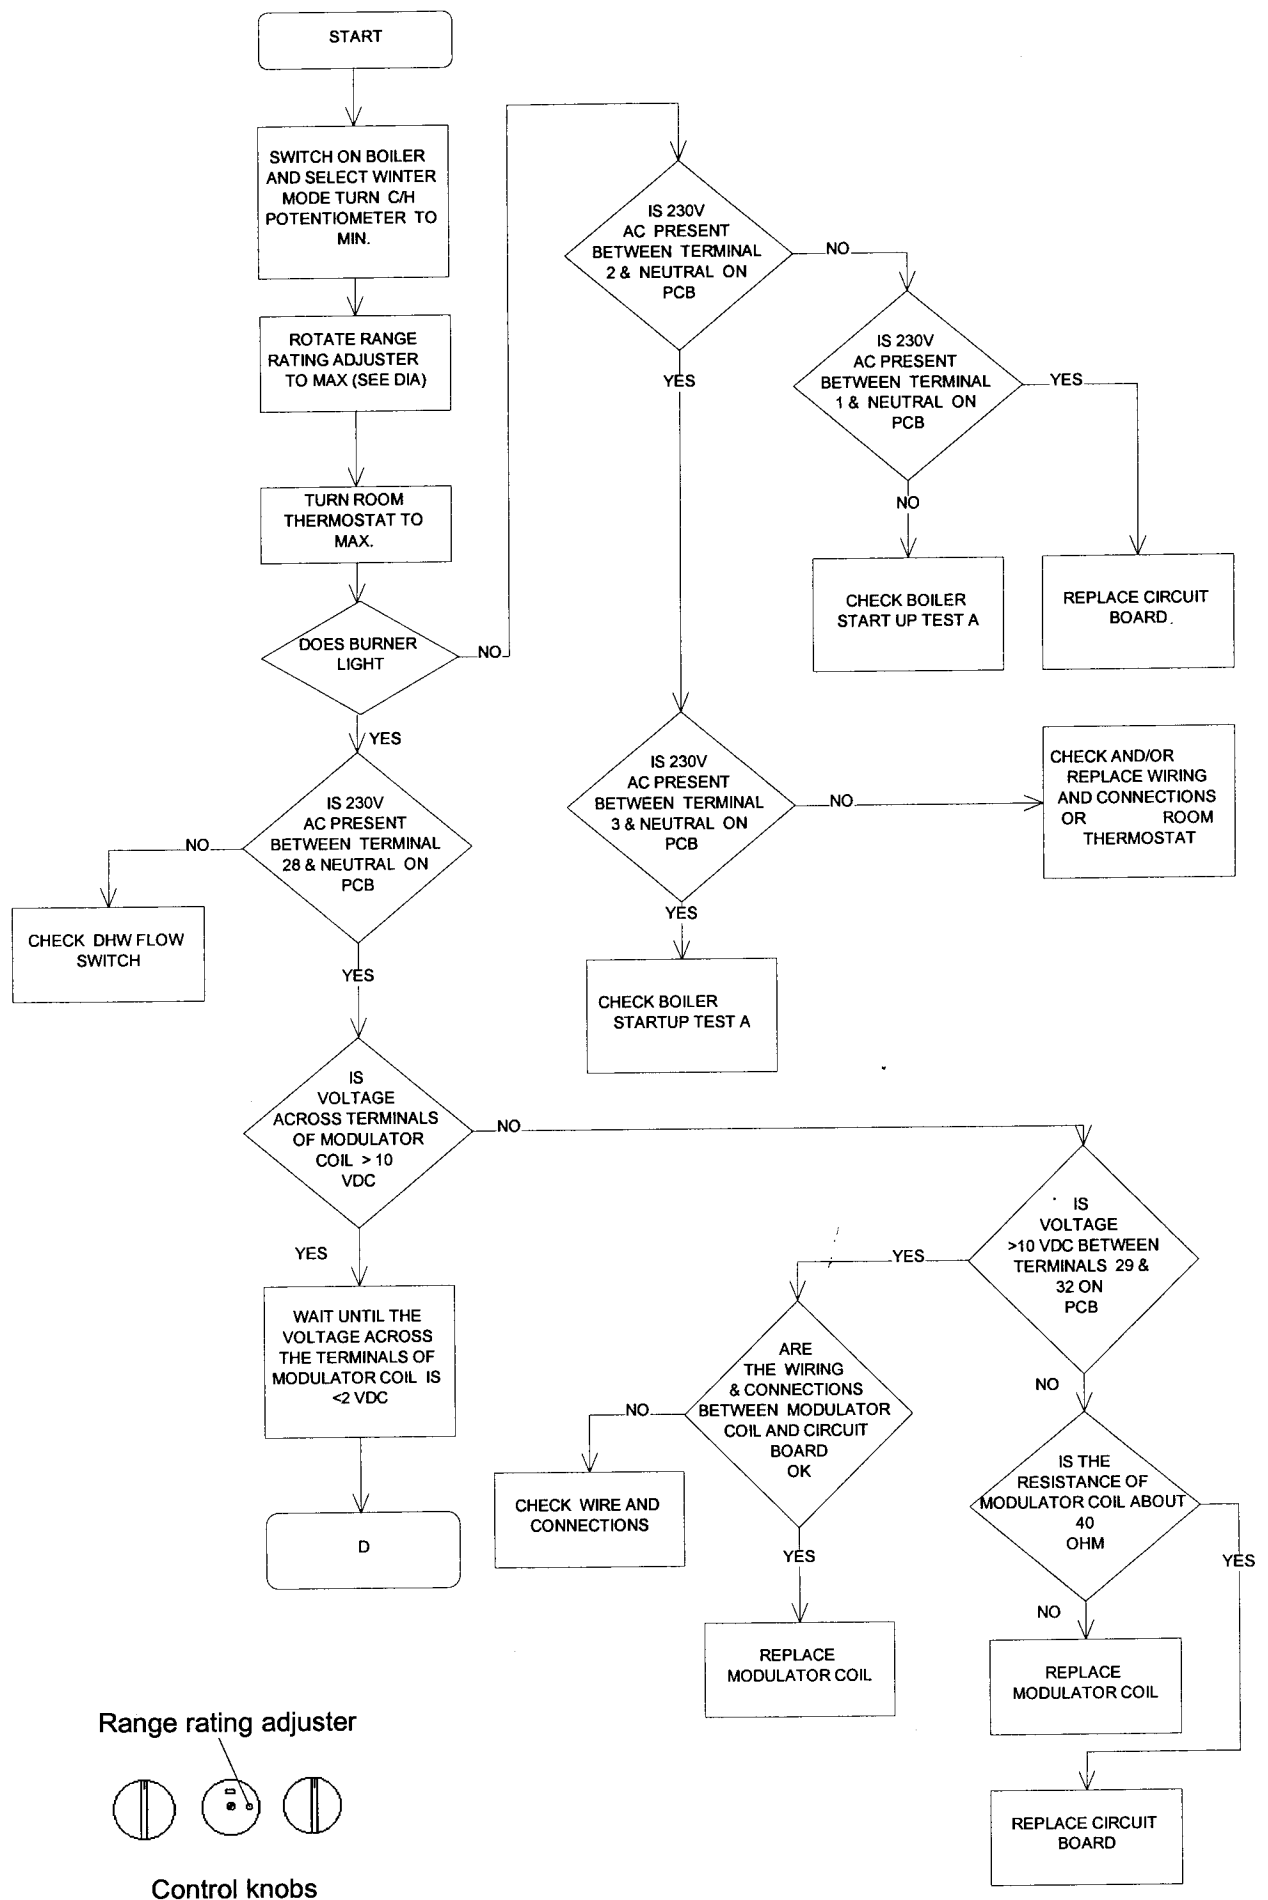 START
SWITCH ON BOILER
AND SELECT WINTER
MODE TURN C/H
POTENTIOMETER TO
MIN.
ROTATE RANGE
RATING ADJUSTER
TO MAX (SEE DIA)
TURN ROOM
THERMOSTAT TO
MAX.
DOES BURNER
LIGHT
NO
YES
IS 230V
AC PRESENT
BETWEEN TERMINAL
2 & NEUTRAL ON
PCB
NO
YES
IS 230V
AC PRESENT
BETWEEN TERMINAL
1 & NEUTRAL ON
PCB
YES
NO
CHECK BOILER
START UP TEST A
REPLACE CIRCUIT
BOARD.
IS 230V
AC PRESENT
BETWEEN TERMINAL
3 & NEUTRAL ON
PCB
NO
YES
CHECK AND/OR
REPLACE WIRING
AND CONNECTIONS
OR ROOM
THERMOSTAT
CHECK BOILER
STARTUP TEST A
IS 230V
AC PRESENT
BETWEEN TERMINAL
28 & NEUTRAL ON
PCB
NO
YES
CHECK DHW FLOW
SWITCH
IS
VOLTAGE
ACROSS TERMINALS
OF MODULATOR
COIL > 10
VDC
NO
YES
WAIT UNTIL THE
VOLTAGE ACROSS
THE TERMINALS OF
MODULATOR COIL IS
<2 VDC
D
IS
VOLTAGE
>10 VDC BETWEEN
TERMINALS 29 &
32 ON
PCB
YES
NO
ARE
THE WIRING
& CONNECTIONS
BETWEEN MODULATOR
COIL AND CIRCUIT
BOARD
OK
NO
YES
CHECK WIRE AND
CONNECTIONS
REPLACE
MODULATOR COIL
IS THE
RESISTANCE OF
MODULATOR COIL ABOUT
40
OHM
YES
NO
REPLACE
MODULATOR COIL
REPLACE CIRCUIT
BOARD
Range rating adjuster
Control knobs